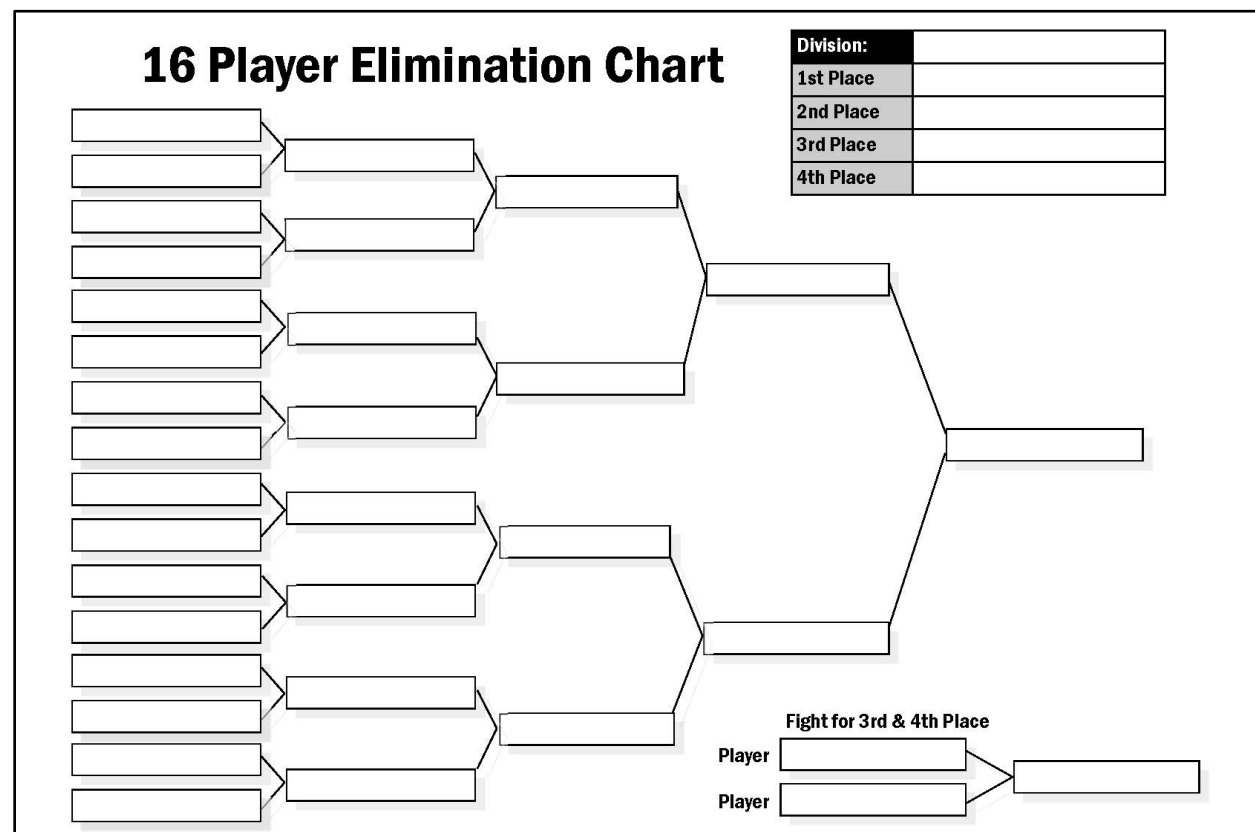 16 Player Elimination Chart
Division:
1st Place
2nd Place
3rd Place
4th Place
Fight for 3rd & 4th Place
Player
Player